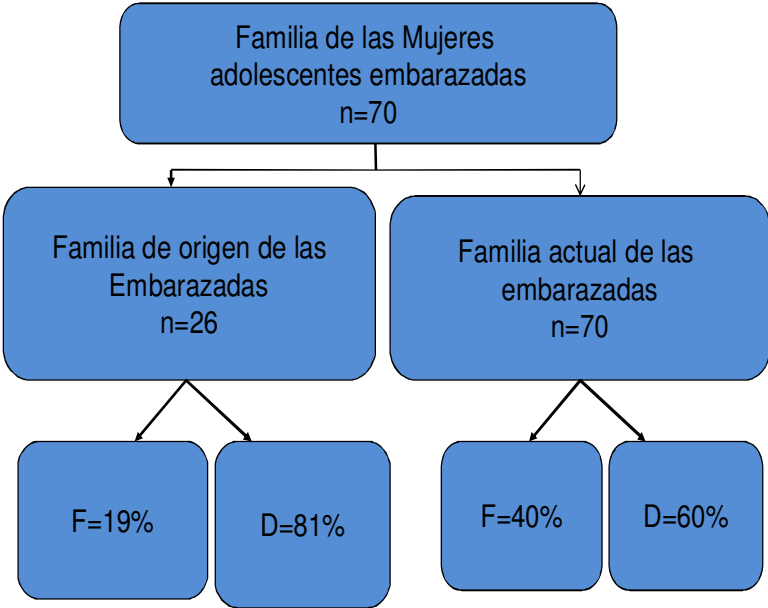 Familia de las Mujeres
adolescentes embarazadas
n=70
Familia de origen de las
Embarazadas
n=26
Familia actual de las
embarazadas
n=70
F=19%
D=81%
F=40%
D=60%